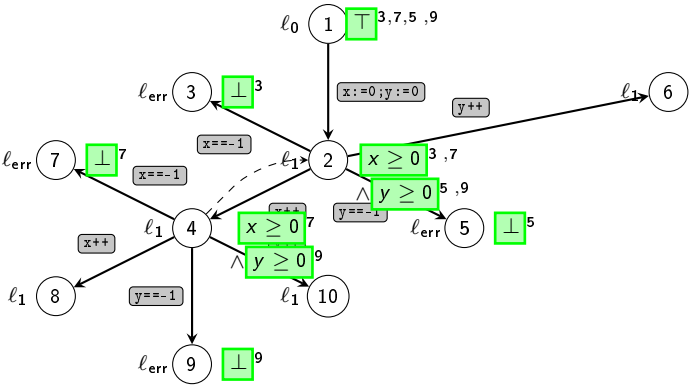 ℓ0 1 ⊤ 3,7,5 ,9
ℓerr 3 ⊥ 3
x:=0;y:=0
ℓ1 6
y++
x==-1
ℓerr 7 ⊥ 7
ℓ1 2 x ≥ 0 3 ,7
x==-1
∧ y ≥ 0 5 ,9
x++
y==-1
ℓ1 4 x ≥ 0 7
ℓerr 5 ⊥ 5
x++
∧ y ≥ 0 9
ℓ1 8
y==-1
ℓ1 10
ℓerr 9 ⊥ 9